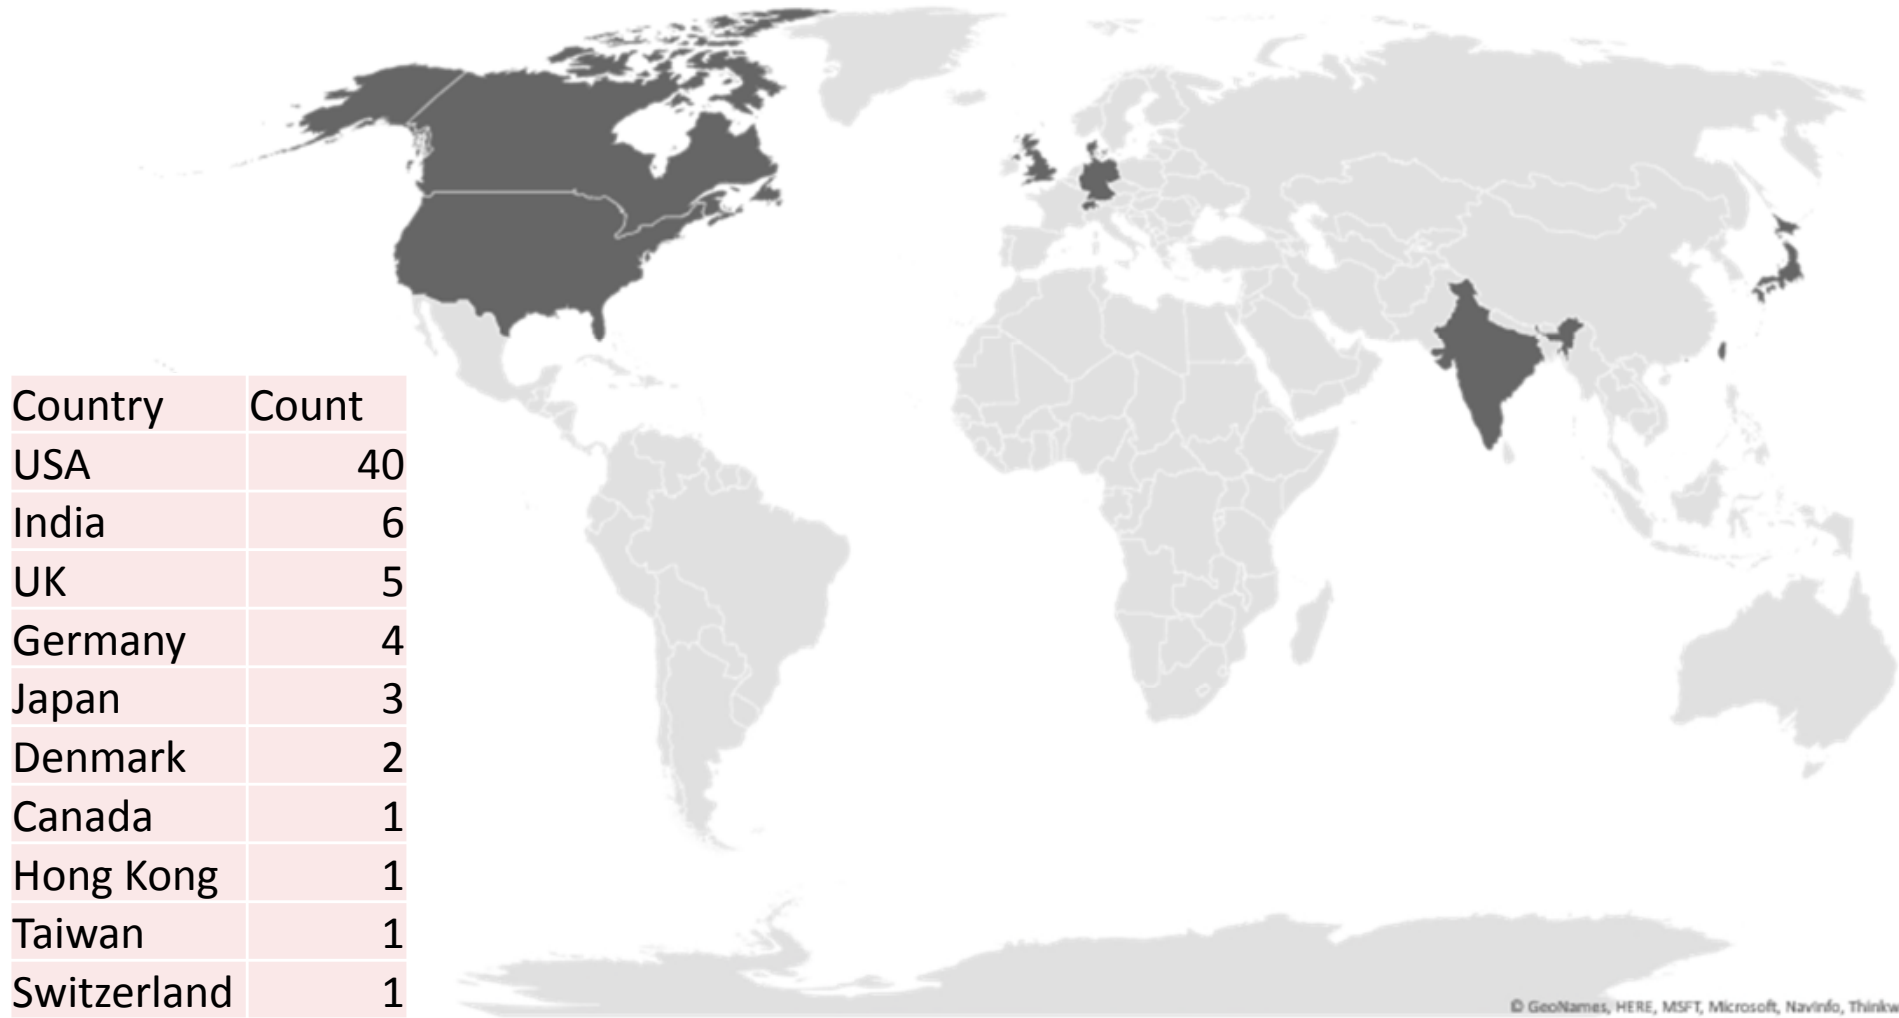 Country Count
USA 40
India 6
UK 5
Germany 4
Japan 3
Denmark 2
Canada 1
Hong Kong 1
Taiwan 1
Switzerland 1
© GeoNames, HERE, MSFT, Microsoft, NavInfo, Thinkw